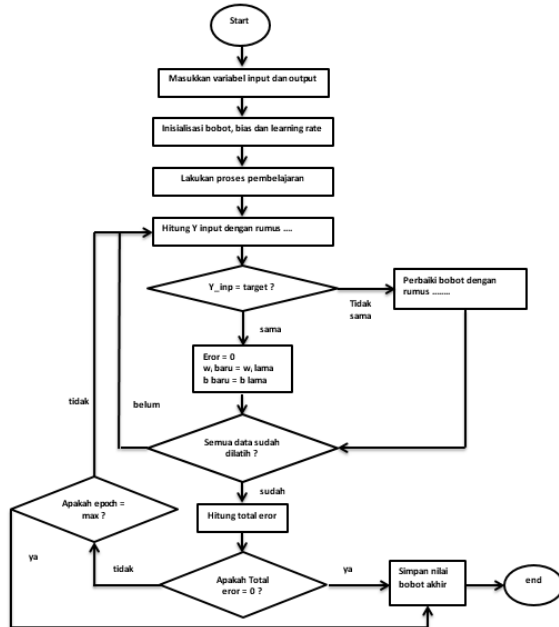 Start
Masukkan variabel input dan output
Inisialisasi bobot, bias dan learning rate
Lakukan proses pembelajaran
Hitung Y input dengan rumus ....
Y_inp = target ?
Tidak
sama
Perbaiki bobot dengan
rumus ........
sama
Eror = 0
wᵢ baru = wᵢ lama
b baru = b lama
tidak
belum
Semua data sudah
dilatih ?
sudah
Hitung total eror
Apakah epoch =
max ?
ya
tidak
Apakah Total
eror = 0 ?
ya
Simpan nilai
bobot akhir
end